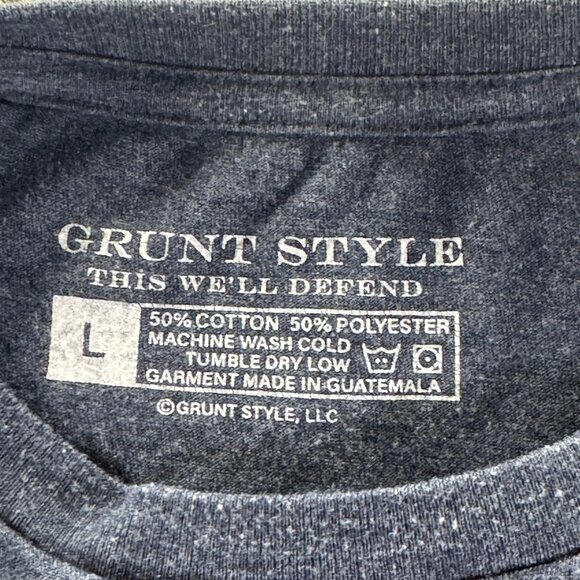 GRUNT STYLE
THIS WE'LL DEFEND
L
50% COTTON 50% POLYESTER
MACHINE WASH COLD
TUMBLE DRY LOW
GARMENT MADE IN GUATEMALA
©GRUNT STYLE, LLC